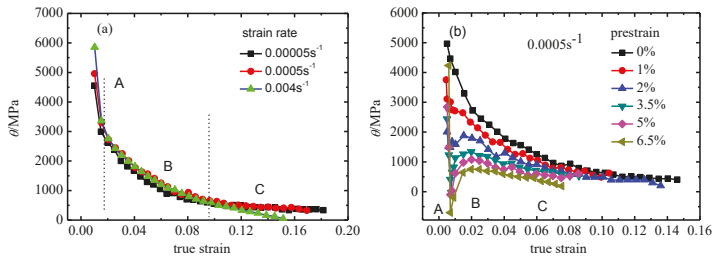 (a)
strain rate
0.00005s⁻¹
0.0005s⁻¹
0.004s⁻¹
A
B
C
6000
5000
4000
3000
2000
1000
0
θ/MPa
0.00 0.04 0.08 0.12 0.16 0.20
true strain
(b)
0.0005s⁻¹
prestrain
0%
1%
2%
3.5%
5%
6.5%
6000
5000
4000
3000
2000
1000
0
θ/MPa
A B C
0.00 0.02 0.04 0.06 0.08 0.10 0.12 0.14 0.16
true strain